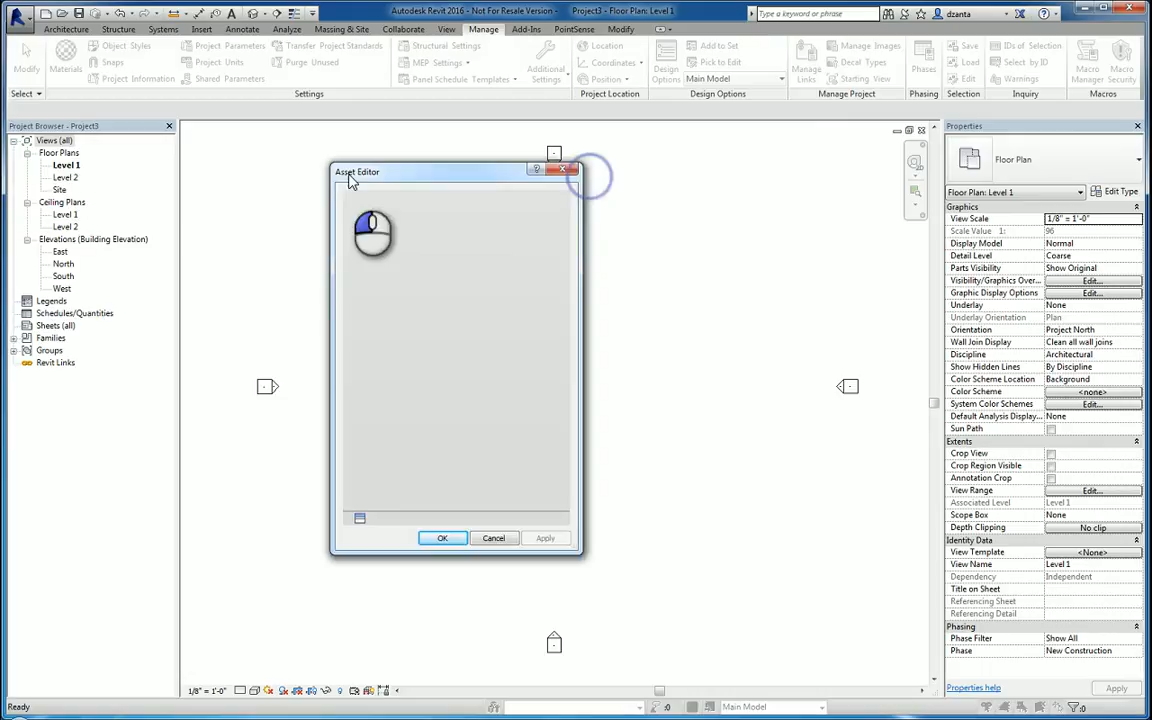 Autodesk Revit 2016 - Not For Resale Version - Project3 - Floor Plan: Level 1
Type a keyword or phrase
dzanta
Architecture Structure Systems Insert Annotate Analyze Massing & Site Collaborate View Manage Add-Ins PointSense Modify
Modify
Materials
Object Styles
Snaps
Project Information
Project Parameters
Project Units
Shared Parameters
Transfer Project Standards
Purge Unused
Structural Settings
MEP Settings
Panel Schedule Templates
Additional Settings
Location
Coordinates
Position
Design Options
Add to Set
Pick to Edit
Main Model
Manage Links
Manage Images
Decal Types
Starting View
Phases
Save
Load
Edit
IDs of Selection
Select by ID
Warnings
Macro Manager
Macro Security
Select Settings Project Location Design Options Manage Project Phasing Selection Inquiry Macros
Project Browser - Project3
Views (all)
Floor Plans
Level 1
Level 2
Site
Ceiling Plans
Level 1
Level 2
Elevations (Building Elevation)
East
North
South
West
Legends
Schedules/Quantities
Sheets (all)
Families
Groups
Revit Links
Asset Editor
OK Cancel Apply
Properties
Floor Plan
Floor Plan: Level 1 Edit Type
Graphics
View Scale 1/8" = 1'-0"
Scale Value 1: 96
Display Model Normal
Detail Level Coarse
Parts Visibility Show Original
Visibility/Graphics Over... Edit...
Graphic Display Options Edit...
Underlay None
Underlay Orientation Plan
Orientation Project North
Wall Join Display Clean all wall joins
Discipline Architectural
Show Hidden Lines By Discipline
Color Scheme Location Background
Color Scheme <none>
System Color Schemes Edit...
Default Analysis Display... None
Sun Path
Extents
Crop View
Crop Region Visible
Annotation Crop
View Range Edit...
Associated Level Level 1
Scope Box None
Depth Clipping No clip
Identity Data
View Template <None>
View Name Level 1
Dependency Independent
Title on Sheet
Referencing Sheet
Referencing Detail
Phasing
Phase Filter Show All
Phase New Construction
Properties help Apply
1/8" = 1'-0"
Ready
:0
Main Model
:0